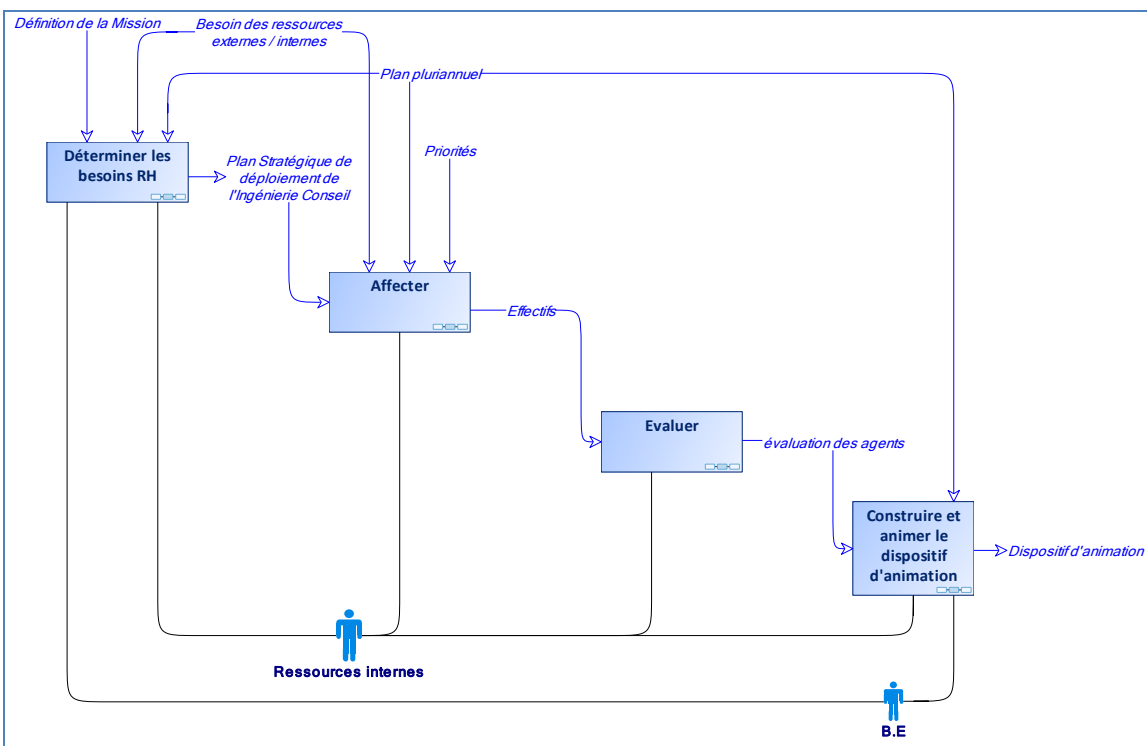 Définition de la Mission
Besoin des ressources
externes / internes
Plan pluriannuel
Déterminer les
besoins RH
Plan Stratégique de
déploiement de
l'Ingénierie Conseil
Priorités
Affecter
Effectifs
Evaluer
évaluation des agents
Construire et
animer le
dispositif
d'animation
Dispositif d'animation
Ressources internes
B.E